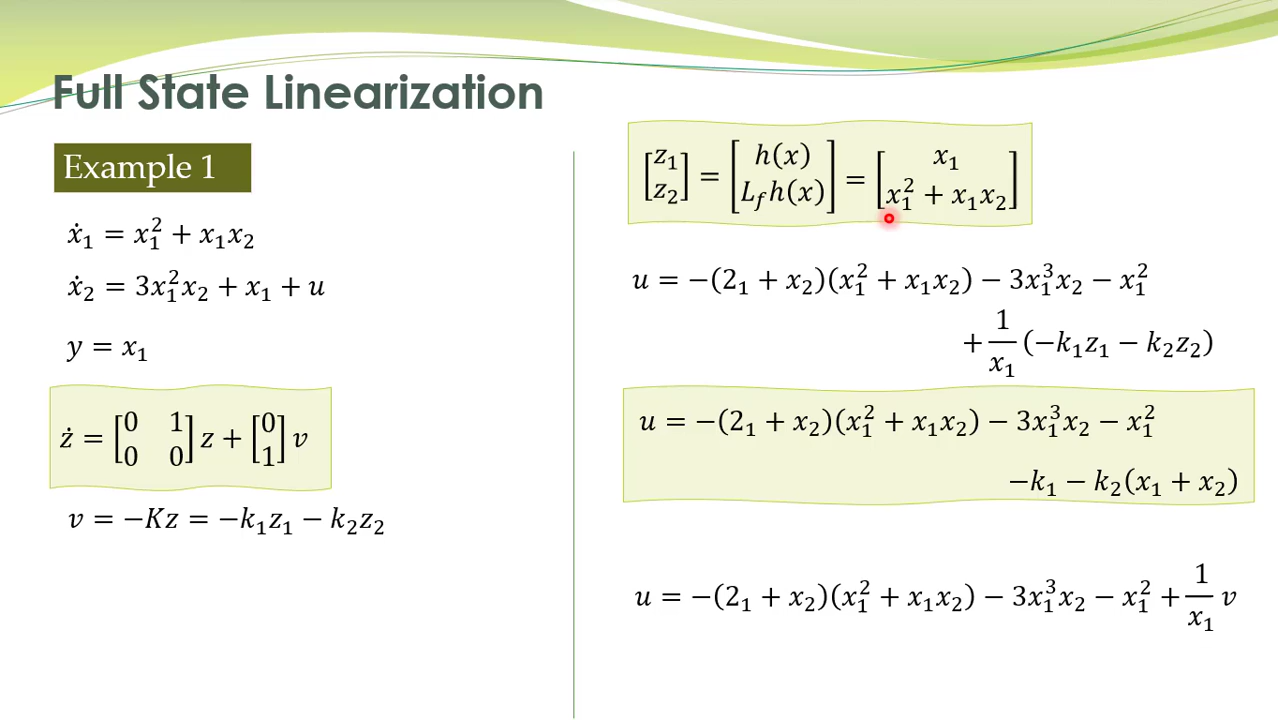 Full State Linearization
Example 1
ẋ₁ = x₁² + x₁x₂
ẋ₂ = 3x₁²x₂ + x₁ + u
y = x₁
ż = [0 1; 0 0] z + [0; 1] v
v = −Kz = −k₁z₁ − k₂z₂
[z₁; z₂] = [h(x); L_f h(x)] = [x₁; x₁² + x₁x₂]
u = −(2₁ + x₂)(x₁² + x₁x₂) − 3x₁³x₂ − x₁²
+ 1/x₁ (−k₁z₁ − k₂z₂)
u = −(2₁ + x₂)(x₁² + x₁x₂) − 3x₁³x₂ − x₁²
−k₁ − k₂(x₁ + x₂)
u = −(2₁ + x₂)(x₁² + x₁x₂) − 3x₁³x₂ − x₁² + 1/x₁ v